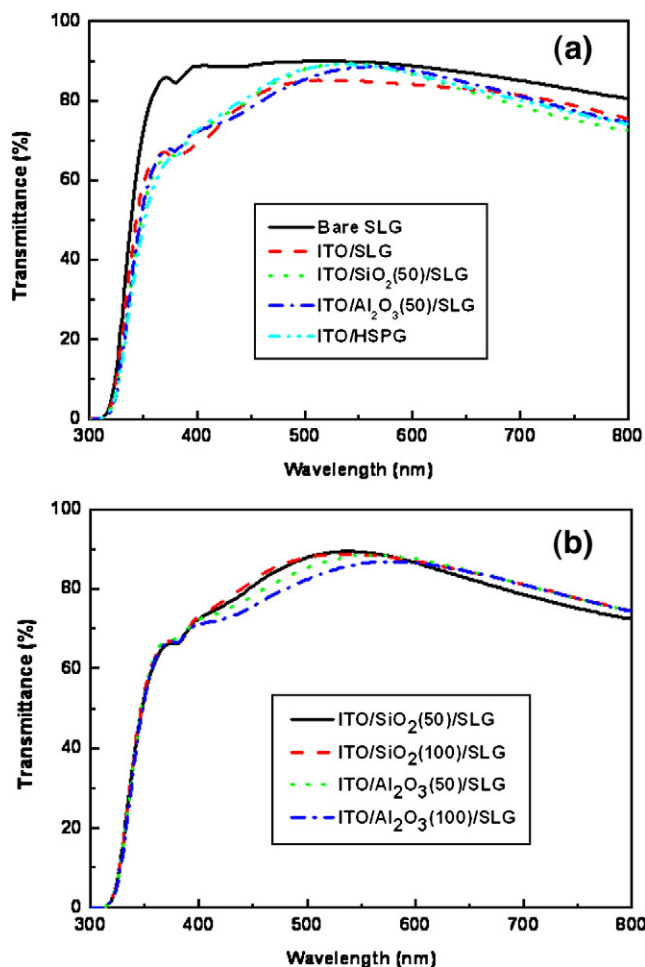 (a)
100
80
60
40
20
0
Transmittance (%)
Bare SLG
ITO/SLG
ITO/SiO₂(50)/SLG
ITO/Al₂O₃(50)/SLG
ITO/HSPG
300 400 500 600 700 800
Wavelength (nm)
(b)
100
80
60
40
20
0
Transmittance (%)
ITO/SiO₂(50)/SLG
ITO/SiO₂(100)/SLG
ITO/Al₂O₃(50)/SLG
ITO/Al₂O₃(100)/SLG
300 400 500 600 700 800
Wavelength (nm)